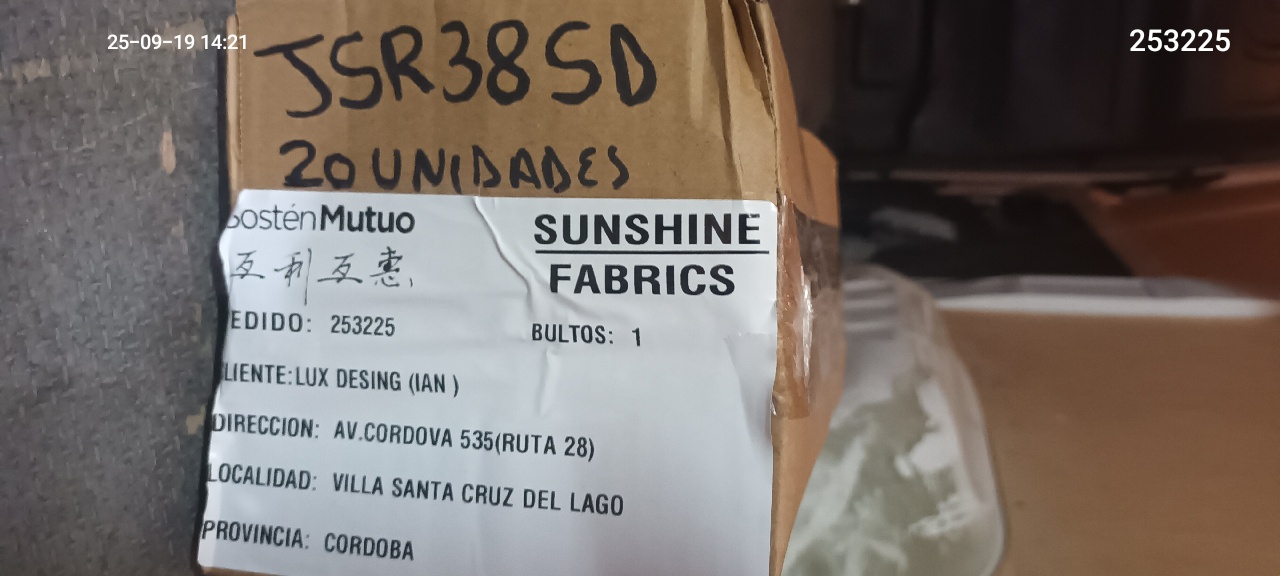 25-09-19 14:21
253225
JSR38SD
20 UNIDADES
SosténMutuo
互利互惠
SUNSHINE
FABRICS
EDIDO: 253225
BULTOS: 1
LIENTE:LUX DESING (IAN )
DIRECCION: AV.CORDOVA 535(RUTA 28)
LOCALIDAD: VILLA SANTA CRUZ DEL LAGO
PROVINCIA: CORDOBA